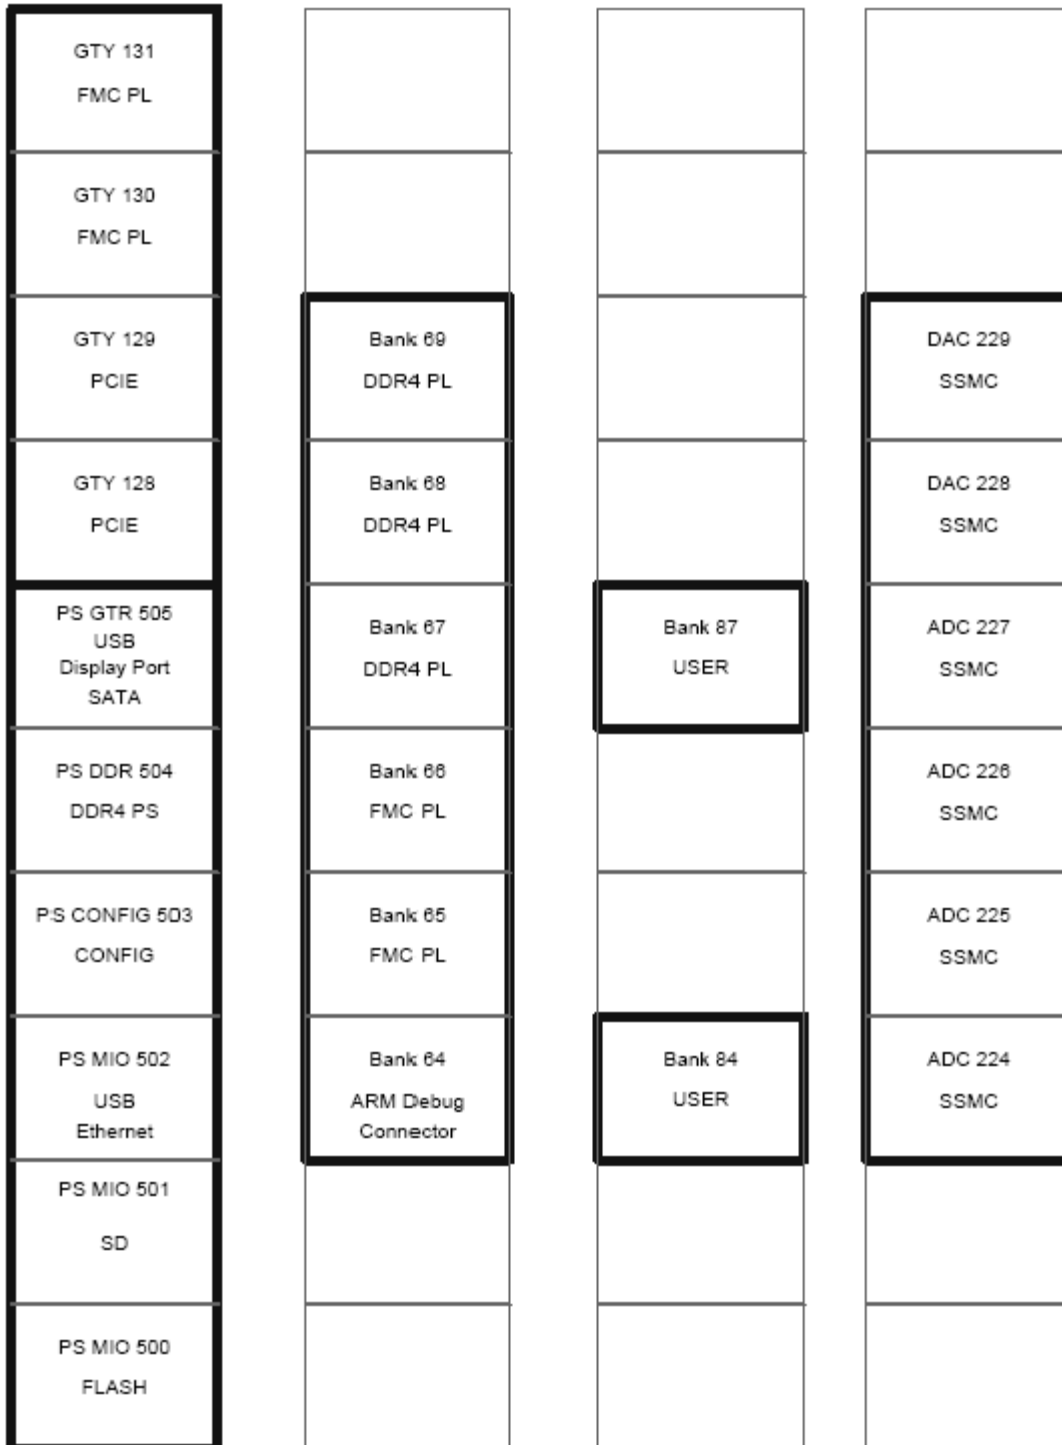 GTY 131
FMC PL
GTY 130
FMC PL
GTY 129
PCIE
GTY 128
PCIE
PS GTR 505
USB
Display Port
SATA
PS DDR 504
DDR4 PS
PS CONFIG 503
CONFIG
PS MIO 502
USB
Ethernet
PS MIO 501
SD
PS MIO 500
FLASH
Bank 69
DDR4 PL
Bank 68
DDR4 PL
Bank 67
DDR4 PL
Bank 66
FMC PL
Bank 65
FMC PL
Bank 64
ARM Debug
Connector
Bank 87
USER
Bank 84
USER
DAC 229
SSMC
DAC 228
SSMC
ADC 227
SSMC
ADC 226
SSMC
ADC 225
SSMC
ADC 224
SSMC